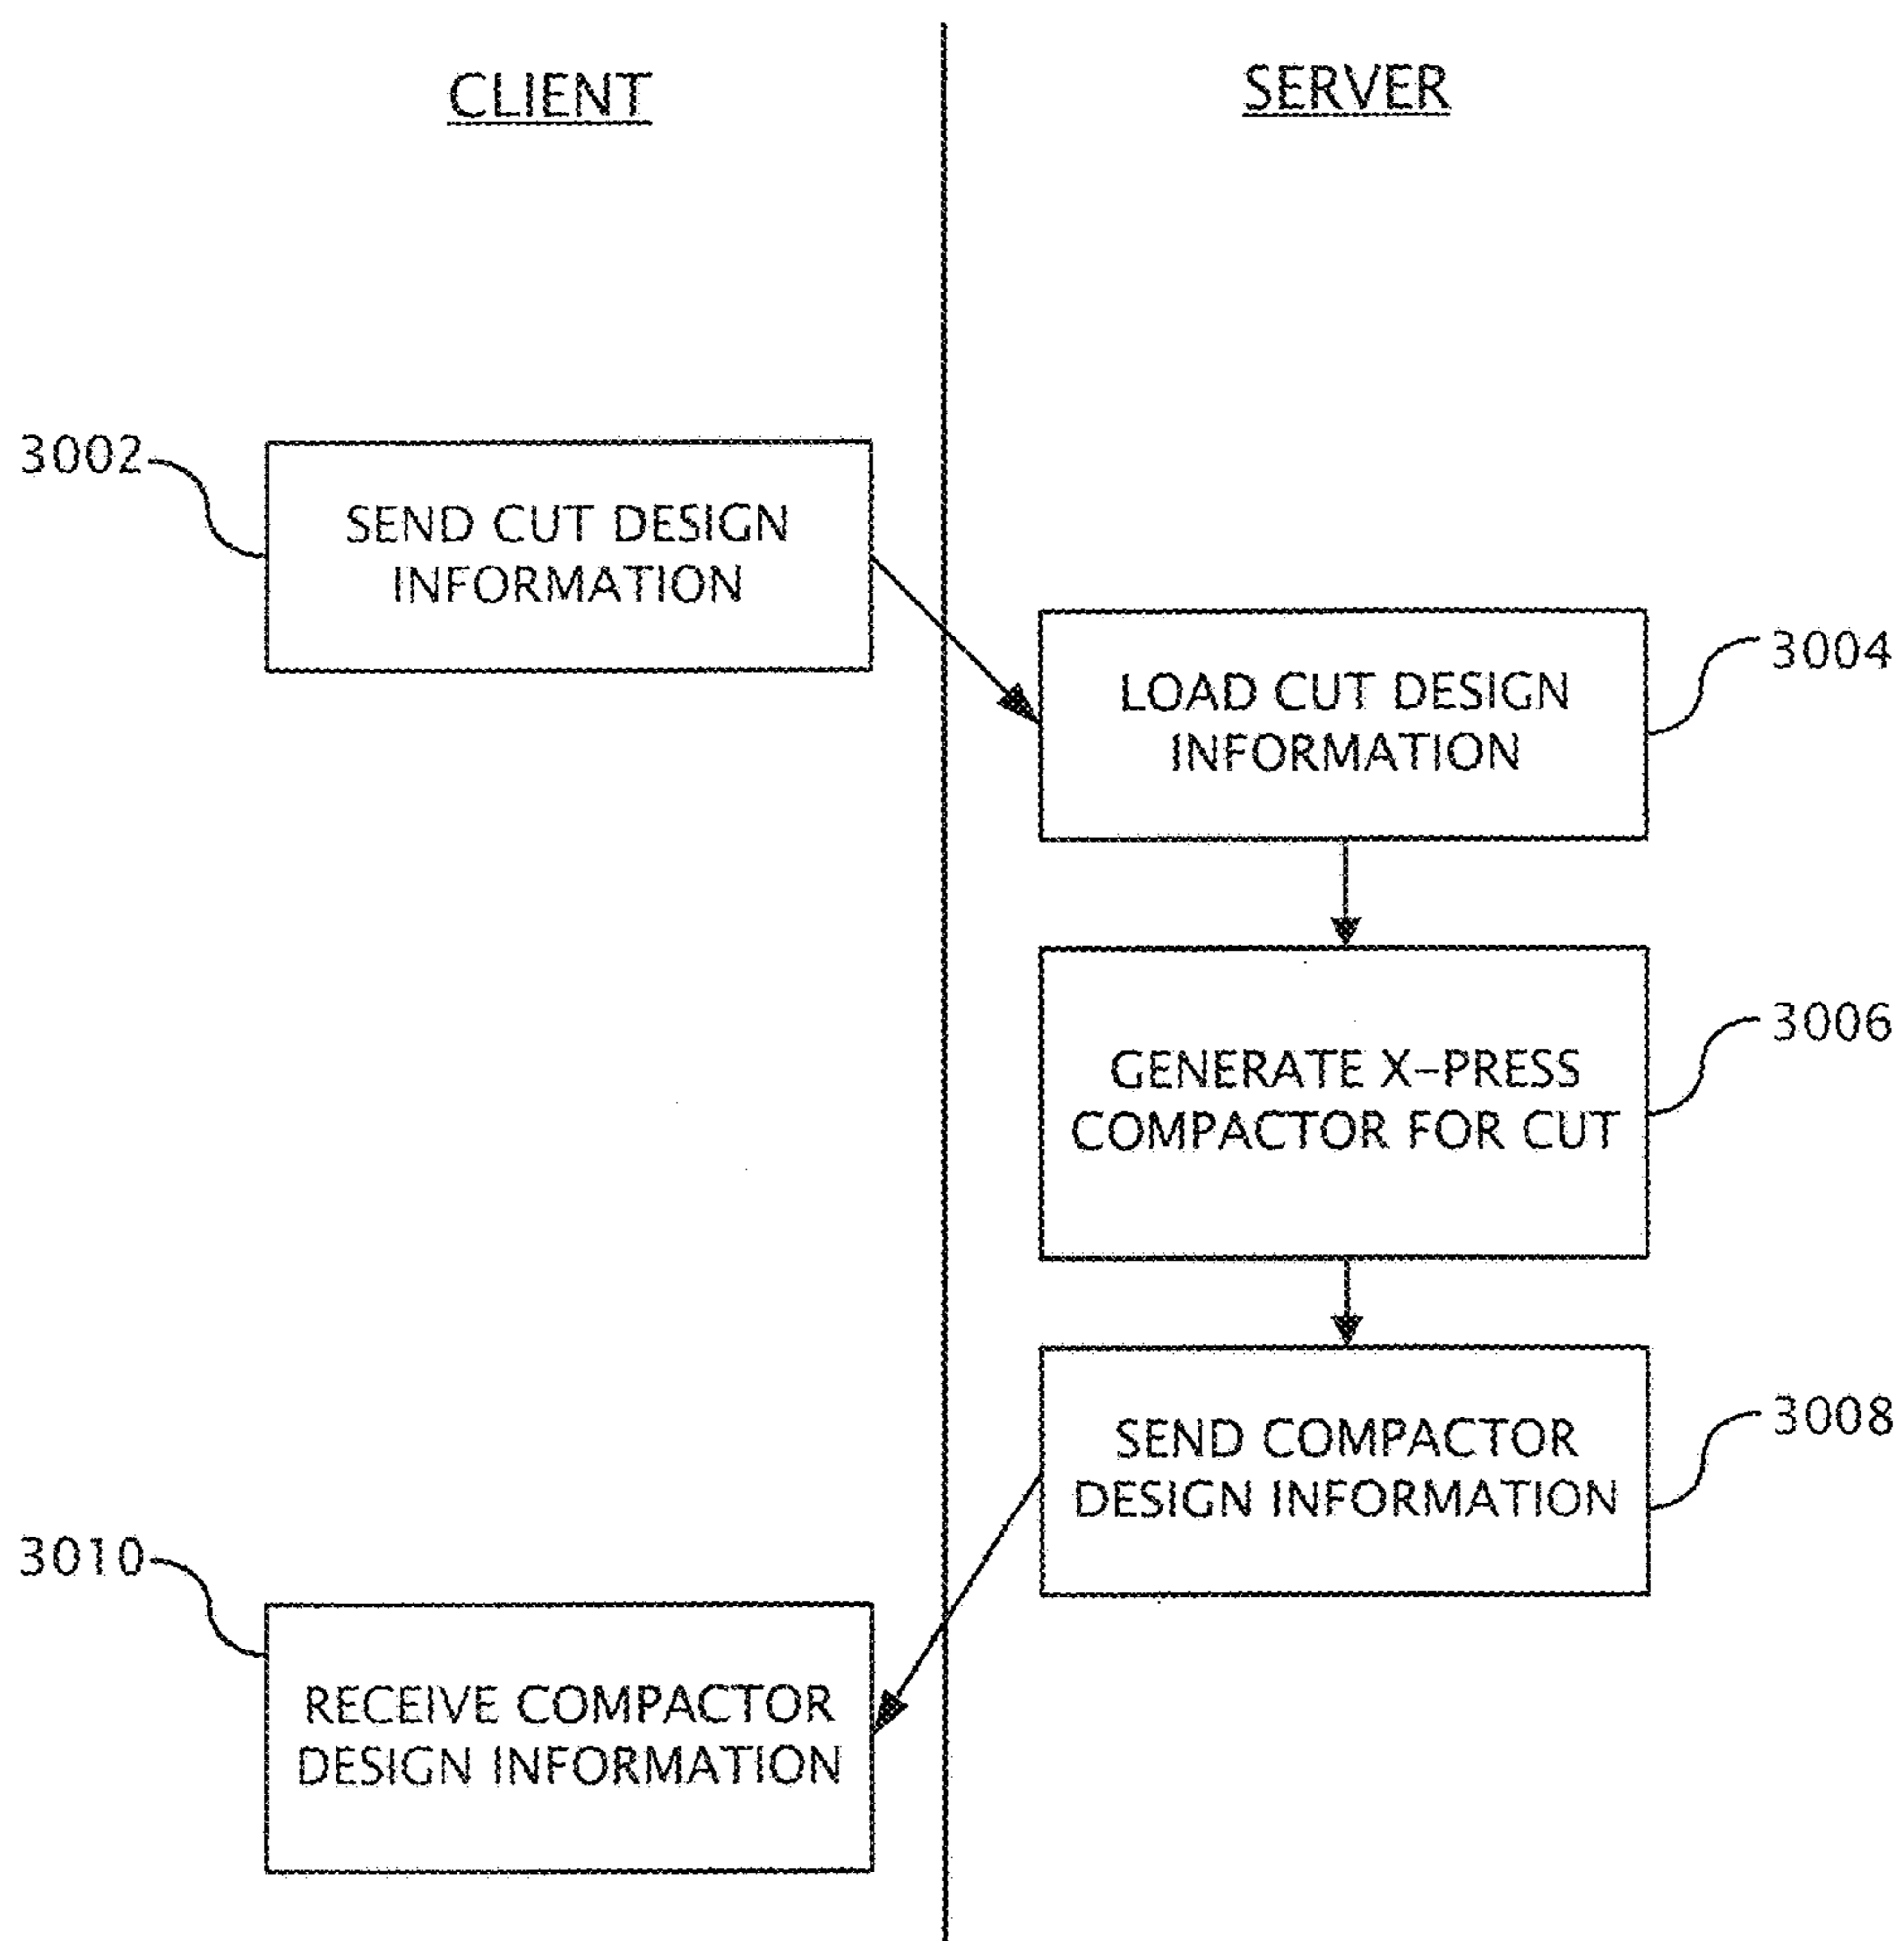 CLIENT
SERVER
3002
SEND CUT DESIGN
INFORMATION
3004
LOAD CUT DESIGN
INFORMATION
3006
GENERATE X-PRESS
COMPACTOR FOR CUT
3008
SEND COMPACTOR
DESIGN INFORMATION
3010
RECEIVE COMPACTOR
DESIGN INFORMATION